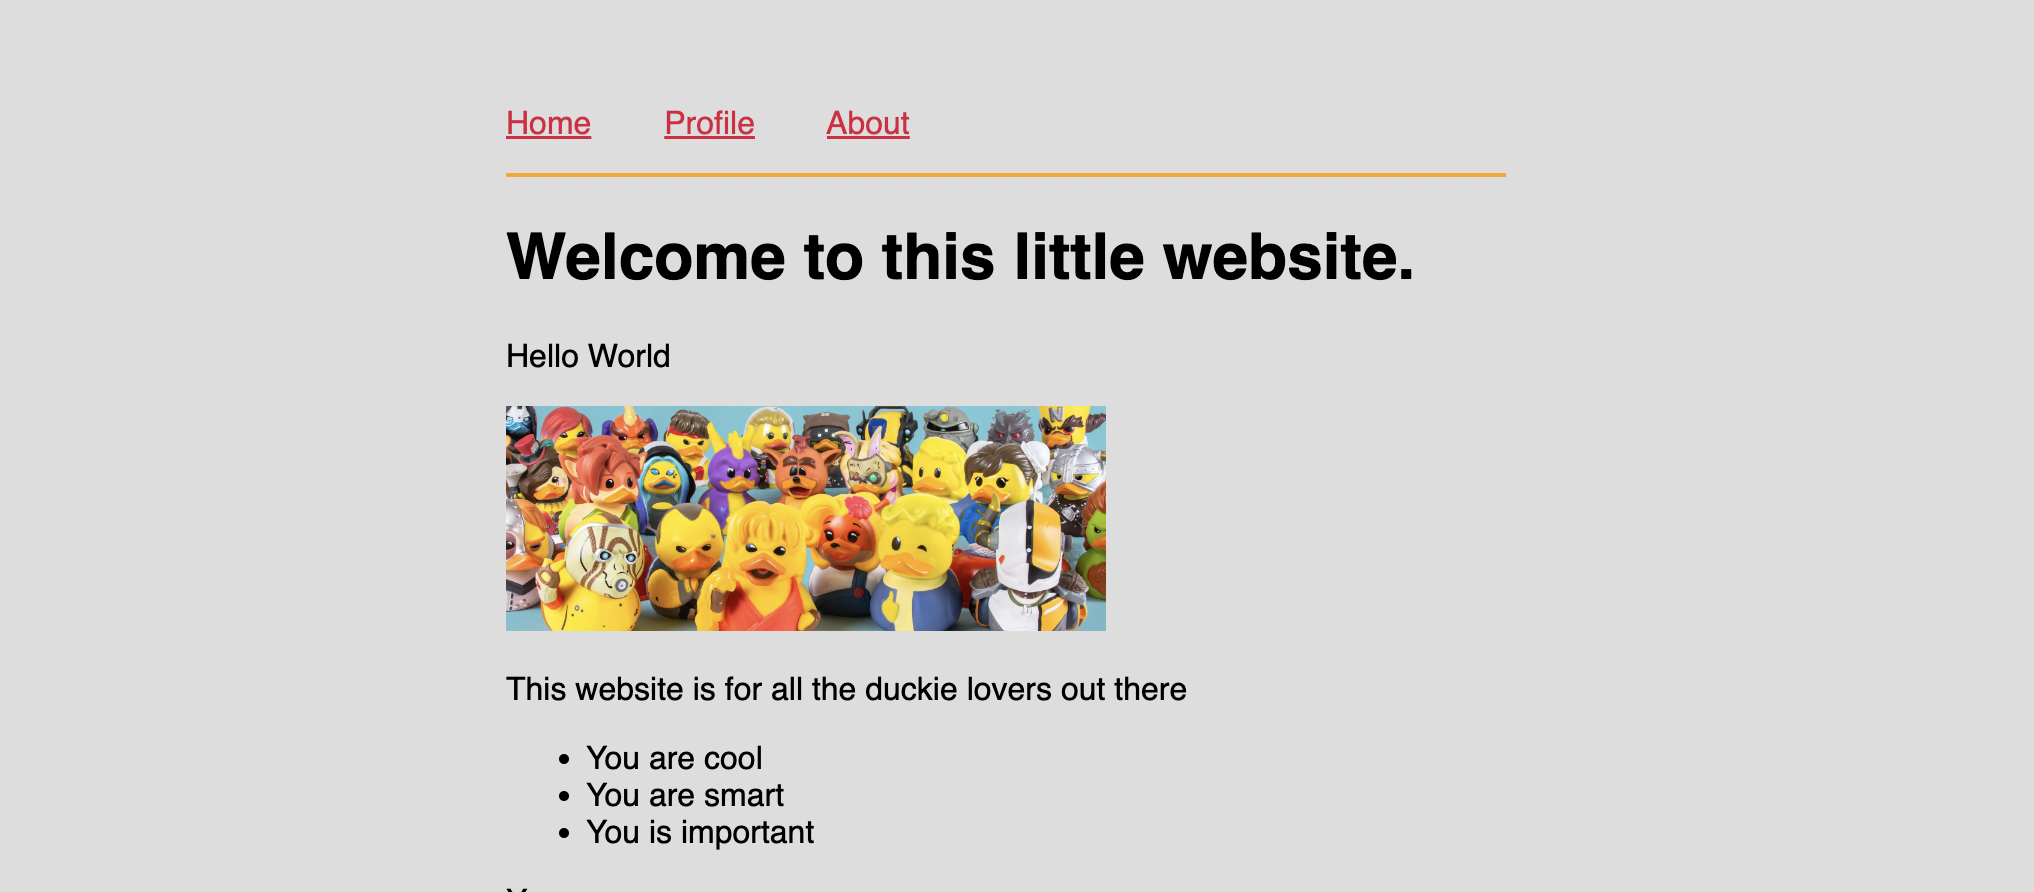 Home Profile About
Welcome to this little website.
Hello World
This website is for all the duckie lovers out there
You are cool
You are smart
You is important